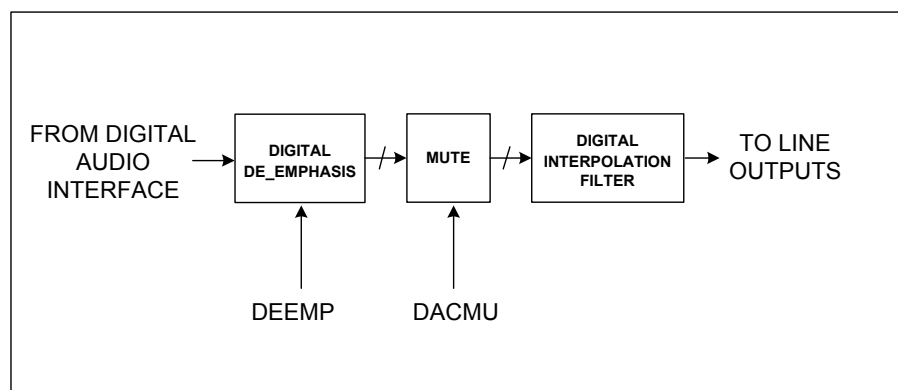 FROM DIGITAL
AUDIO
INTERFACE
DIGITAL
DE_EMPHASIS
MUTE
DIGITAL
INTERPOLATION
FILTER
TO LINE
OUTPUTS
DEEMP
DACMU